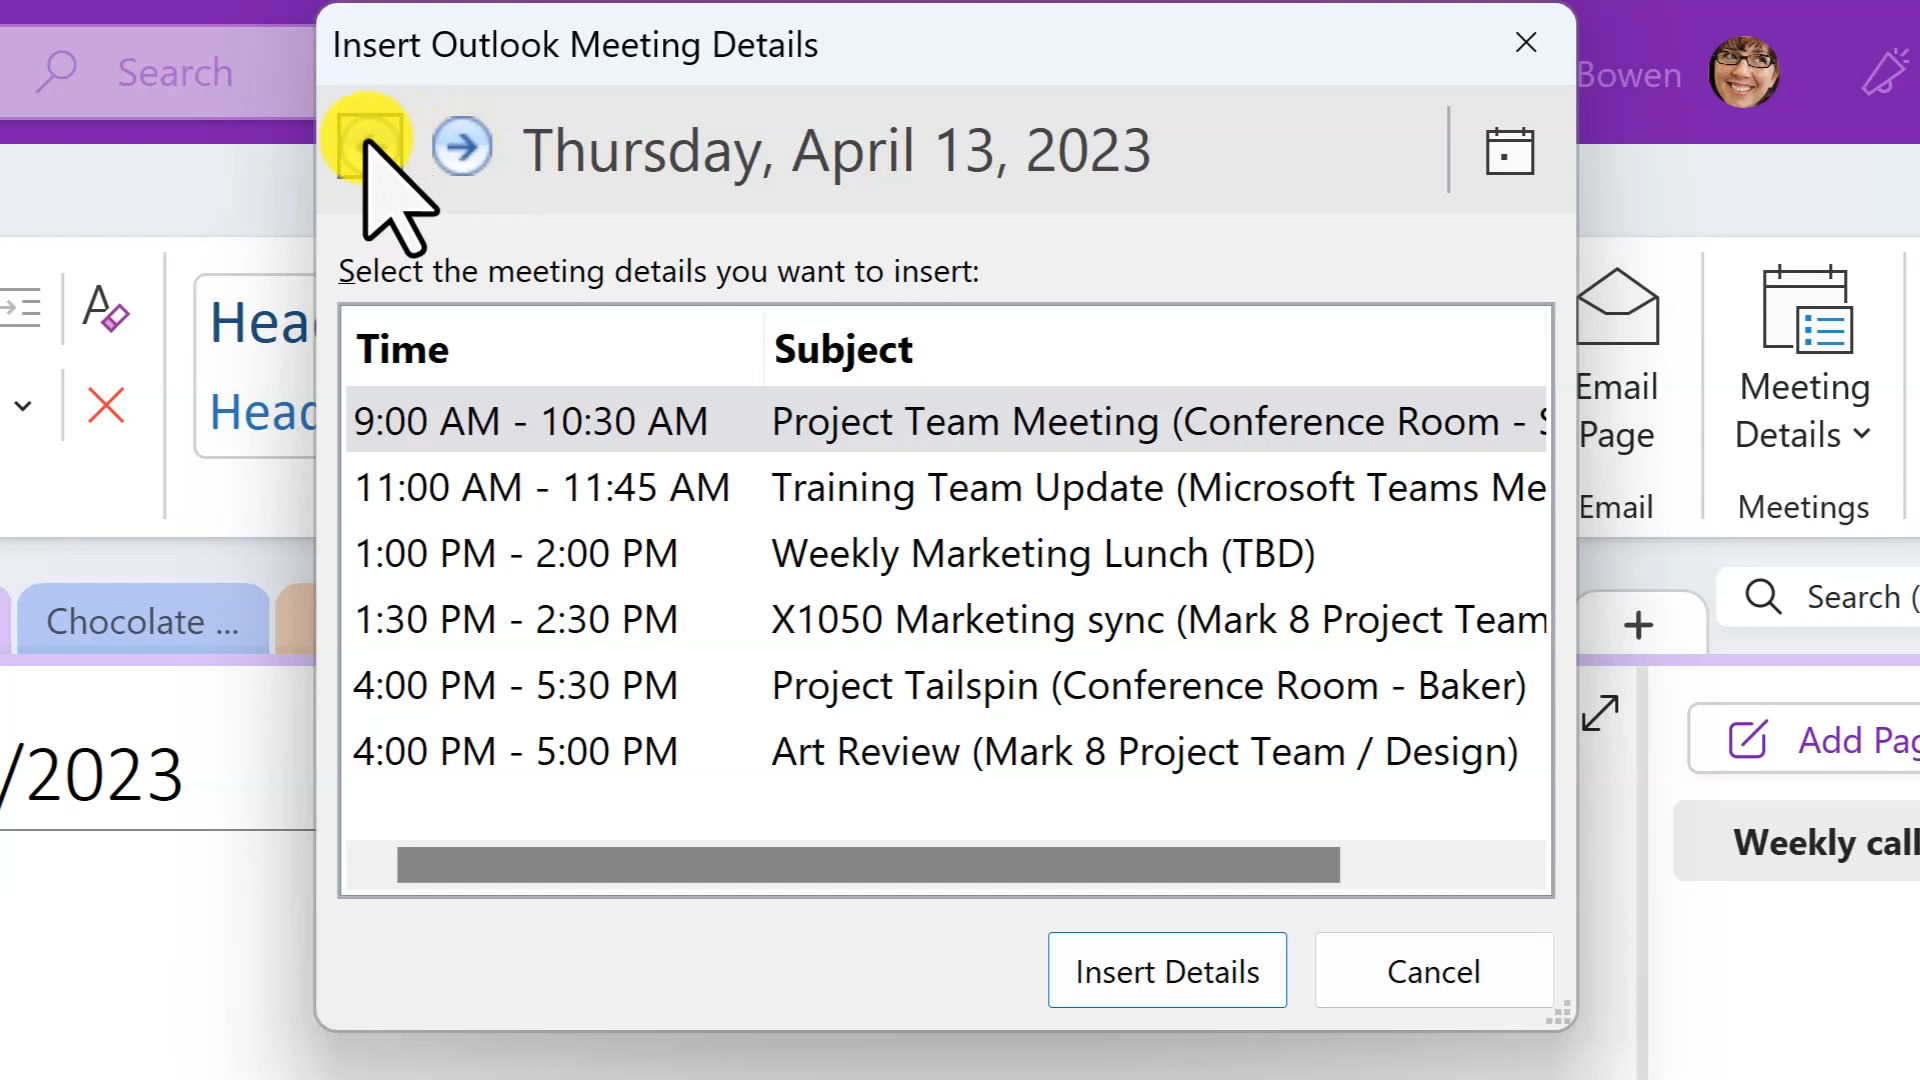 Insert Outlook Meeting Details
Search
Bowen
Thursday, April 13, 2023
Select the meeting details you want to insert:
Time Subject
9:00 AM - 10:30 AM Project Team Meeting (Conference Room -
11:00 AM - 11:45 AM Training Team Update (Microsoft Teams Me
1:00 PM - 2:00 PM Weekly Marketing Lunch (TBD)
1:30 PM - 2:30 PM X1050 Marketing sync (Mark 8 Project Team
4:00 PM - 5:30 PM Project Tailspin (Conference Room - Baker)
4:00 PM - 5:00 PM Art Review (Mark 8 Project Team / Design)
Insert Details Cancel
Head
Head
Email
Page
Email
Meeting
Details
Meetings
Chocolate ...
Search (
/2023
Add Pag
Weekly call